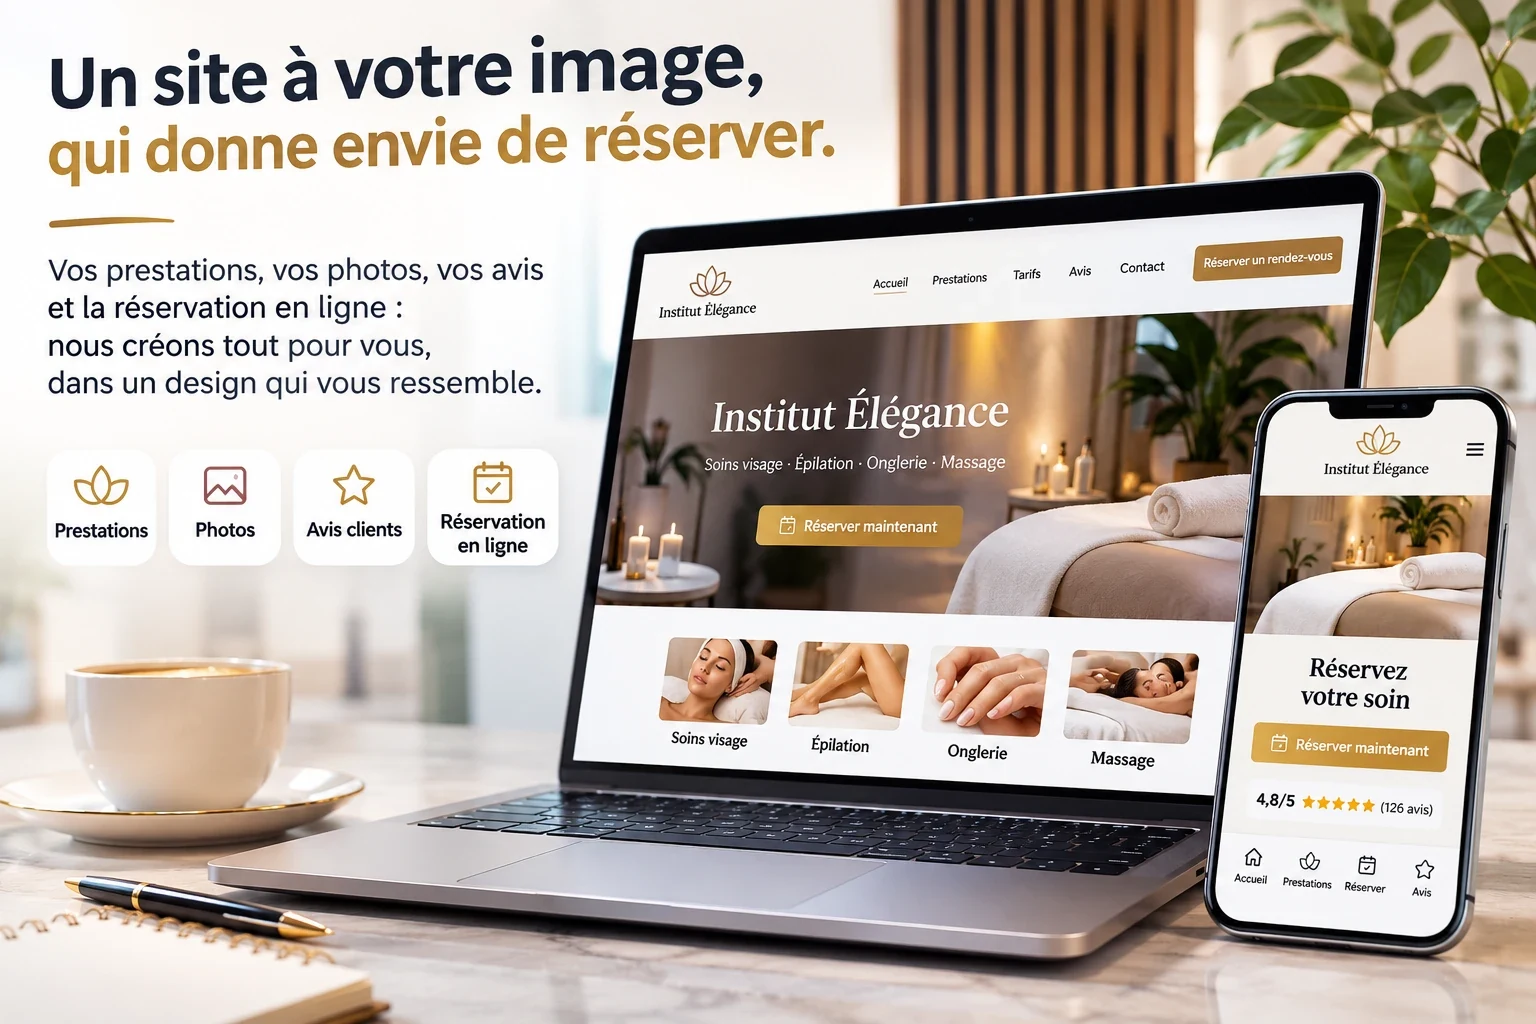 Un site à votre image,
qui donne envie de réserver.
Vos prestations, vos photos, vos avis
et la réservation en ligne :
nous créons tout pour vous,
dans un design qui vous ressemble.
Prestations
Photos
Avis clients
Réservation
en ligne
Institut Élégance
Accueil
Prestations
Tarifs
Avis
Contact
Réserver un rendez-vous
Institut Élégance
Soins visage · Épilation · Onglerie · Massage
Réserver maintenant
Soins visage
Épilation
Onglerie
Massage
Institut Élégance
Réservez
votre soin
Réserver maintenant
4,8/5 ★★★★★ (126 avis)
Accueil
Prestations
Réserver
Avis